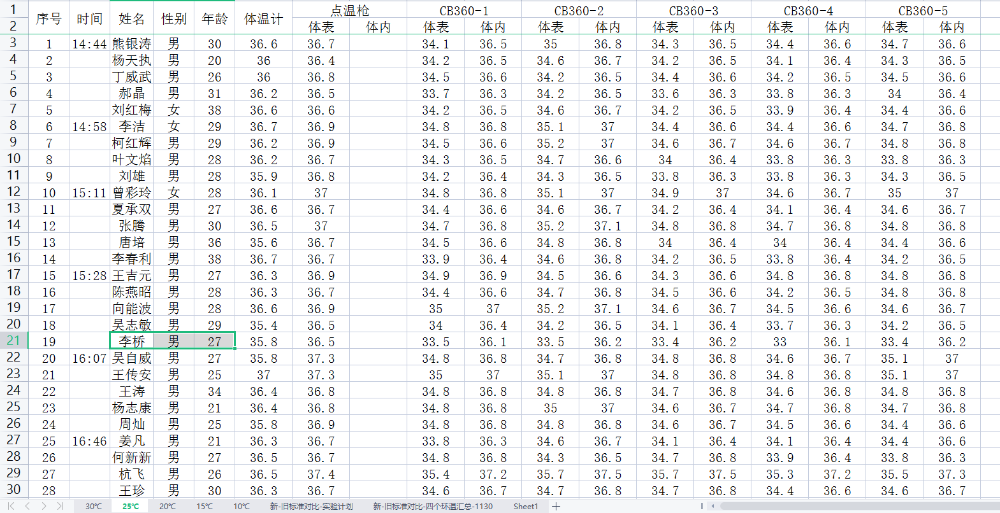 1 序号 时间 姓名 性别 年龄 体温计 点温枪 CB360-1 CB360-2 CB360-3 CB360-4 CB360-5
2 体表 体内 体表 体内 体表 体内 体表 体内 体表 体内 体表 体内
3 1 14:44 熊银涛 男 30 36.6 36.7 34.1 36.5 35 36.8 34.3 36.5 34.4 36.6 34.7 36.6
4 2 杨天执 男 20 36 36.4 34.2 36.5 34.6 36.7 34.2 36.5 34.1 36.4 34.3 36.5
5 3 丁威武 男 26 36 36.8 34.5 36.6 34.2 36.5 34.4 36.6 34.2 36.5 34.5 36.6
6 4 郝晶 男 31 36.2 36.5 33.7 36.3 34.2 36.5 33.6 36.3 33.8 36.3 34 36.4
7 5 刘红梅 女 38 36.6 36.6 34.2 36.5 34.6 36.7 34.2 36.5 33.9 36.4 34.4 36.6
8 6 14:58 李洁 女 29 36.7 36.9 34.8 36.8 35.1 37 34.4 36.6 34.4 36.6 34.7 36.8
9 7 柯红辉 男 29 36.2 36.9 34.5 36.6 35.2 37 34.6 36.7 34.6 36.7 34.8 36.8
10 8 叶文焰 男 28 36.2 36.7 34.3 36.5 34.7 36.6 34 36.4 33.8 36.3 33.8 36.3
11 9 刘雄 男 28 35.9 36.8 34.2 36.4 34.3 36.5 33.8 36.3 33.8 36.3 34.3 36.5
12 10 15:11 曾彩玲 女 28 36.1 37 34.8 36.8 35.1 37 34.9 37 34.6 36.7 35 37
13 11 夏承双 男 27 36.6 36.7 34.4 36.6 34.6 36.7 34.2 36.4 34.1 36.4 34.6 36.7
14 12 张腾 男 30 36.5 37 34.7 36.8 35.2 37.1 34.8 36.8 34.7 36.8 34.8 36.8
15 13 唐培 男 36 35.6 36.7 34.5 36.6 34.8 36.8 34 36.4 34 36.4 34.4 36.6
16 14 李春利 男 38 36.7 36.7 33.9 36.4 34.6 36.8 34.2 36.5 33.8 36.4 34.2 36.5
17 15 15:28 王吉元 男 27 36.3 36.9 34.9 36.9 34.5 36.6 34.3 36.6 34.8 36.8 34.8 36.8
18 16 陈燕昭 男 28 36.3 36.7 34.4 36.6 34.7 36.8 34.5 36.6 34.2 36.5 34.8 36.8
19 17 向能波 男 28 36.6 36.9 35 37 35.2 37.1 34.6 36.7 34.5 36.6 34.6 36.7
20 18 吴志敏 男 29 35.4 36.5 34 36.4 34.2 36.5 34.1 36.4 33.7 36.3 34.2 36.5
21 19 李桥 男 27 35.8 36.5 33.5 36.1 33.5 36.2 33.4 36.2 33 36.1 33.4 36.2
22 20 16:07 吴自威 男 27 35.8 37.3 34.8 36.8 34.7 36.8 34.8 36.8 34.6 36.7 35.1 37
23 21 王传安 男 25 37 37.3 35 37 35.1 37 34.8 36.8 34.8 36.8 35.1 37
24 22 王涛 男 34 36.4 36.8 34.8 36.8 34.8 36.8 34.7 36.8 34.6 36.8 34.8 36.8
25 23 杨志康 男 21 36.4 36.8 34.8 36.8 35 37 34.6 36.7 34.7 36.8 34.7 36.8
26 24 周灿 男 25 35.8 36.9 34.8 36.8 34.8 36.8 34.6 36.7 34.5 36.6 34.4 36.6
27 25 16:46 姜凡 男 21 36.3 36.7 33.8 36.3 34.6 36.7 34.1 36.4 34.1 36.4 34.4 36.6
28 26 何新新 男 27 36.5 36.7 34.8 36.8 34.3 36.5 34.7 36.8 33.9 36.4 33.8 36.3
29 27 杭飞 男 26 36.5 37.4 35.4 37.2 35.7 37.5 35.7 37.5 35.3 37.2 35.5 37.3
30 28 王珍 男 30 36.3 36.7 34.6 36.7 34.7 36.8 34.7 36.8 34.4 36.6 34.6 36.7
30℃ 25℃ 20℃ 15℃ 10℃ 新-旧标准对比-实验计划 新-旧标准对比-四个环温汇总-1130 Sheet1